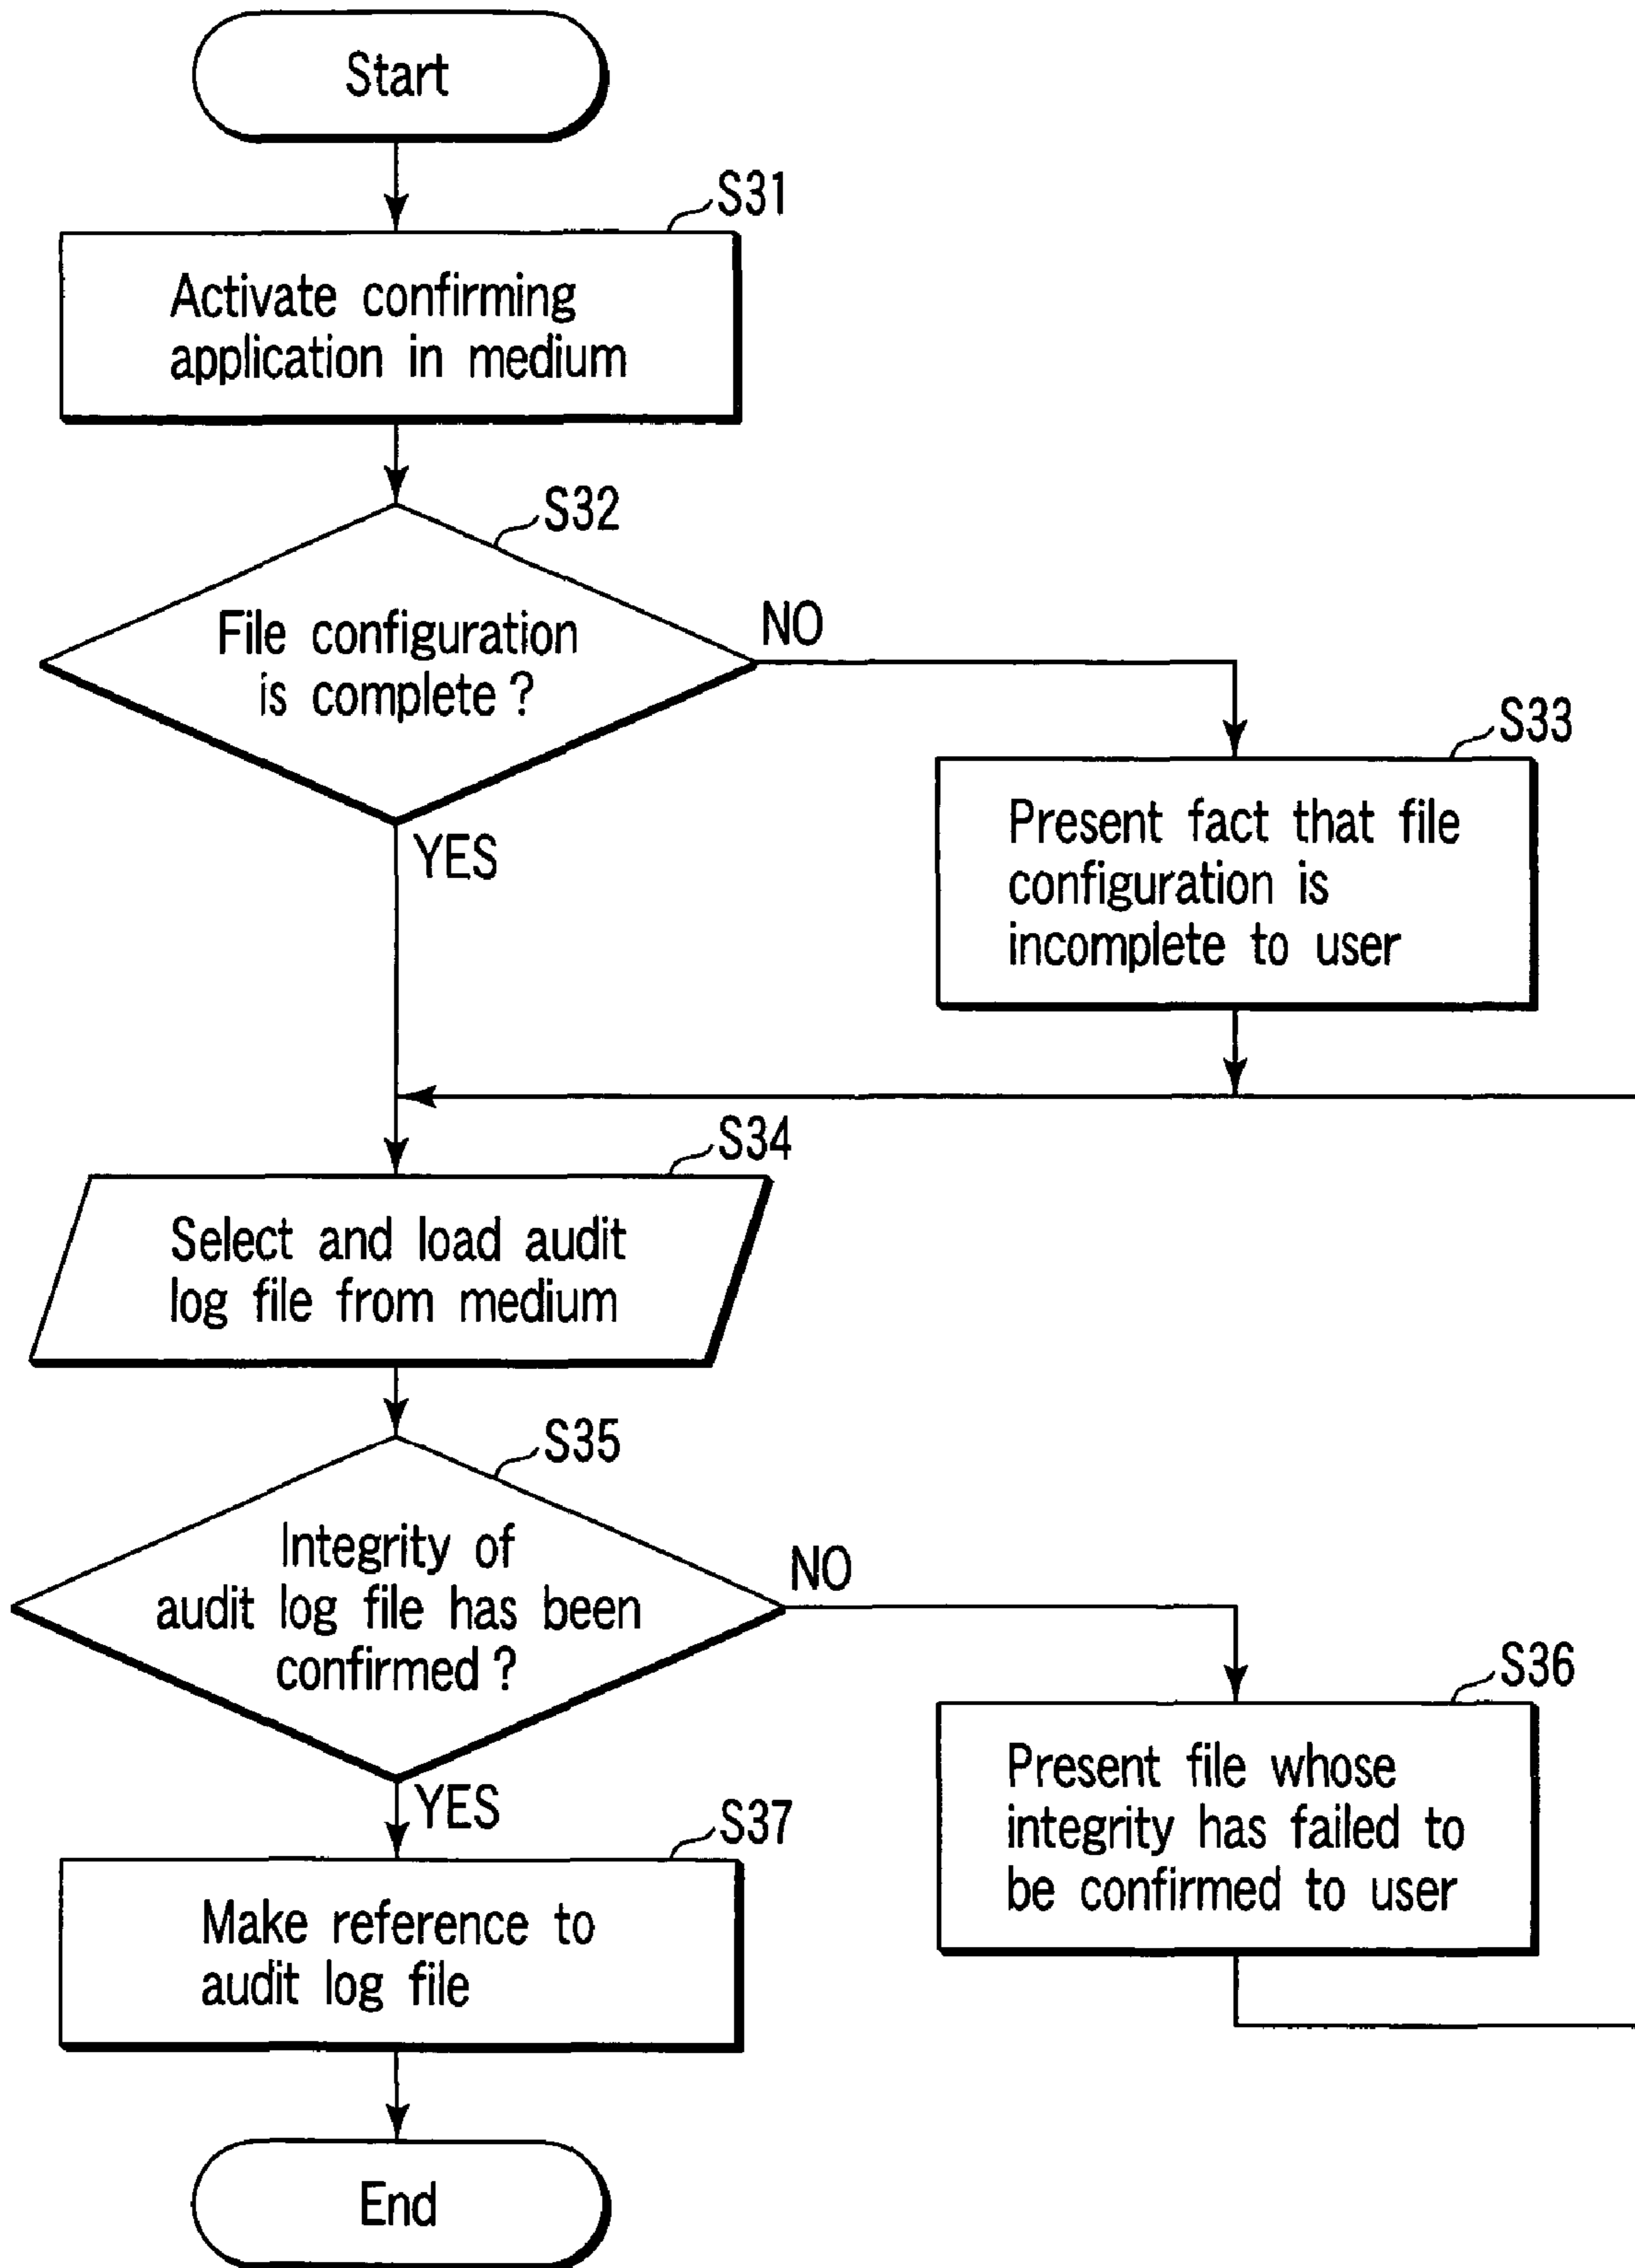 Start
S31
Activate confirming
application in medium
S32
File configuration
is complete?
NO
YES
S33
Present fact that file
configuration is
incomplete to user
S34
Select and load audit
log file from medium
S35
Integrity of
audit log file has been
confirmed?
NO
YES
S36
Present file whose
integrity has failed to
be confirmed to user
S37
Make reference to
audit log file
End